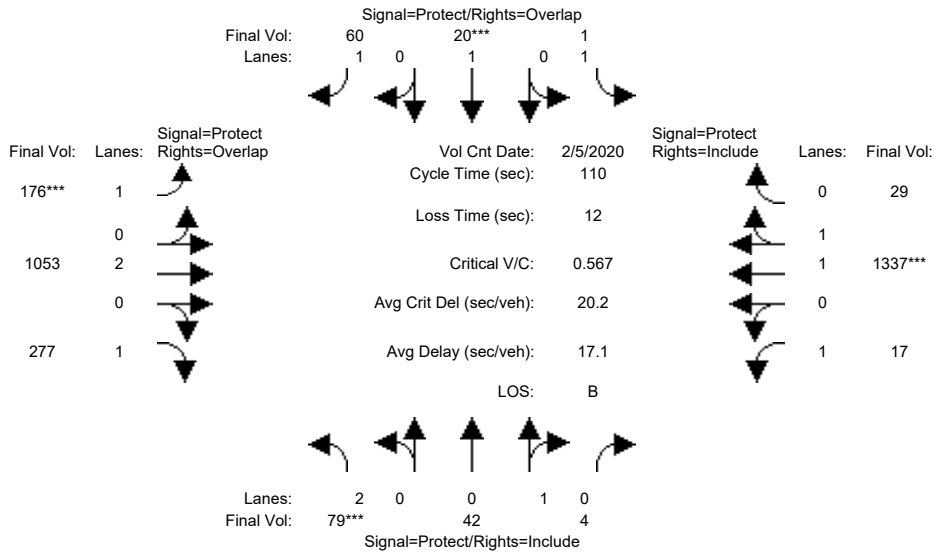 Signal=Protect/Rights=Overlap
Final Vol: 60 20*** 1
Lanes: 1 0 1 0 1
Signal=Protect
Final Vol: Lanes: Rights=Overlap
Vol Cnt Date: 2/5/2020
Signal=Protect
Rights=Include Lanes: Final Vol:
Cycle Time (sec): 110
176*** 1
0 29
Loss Time (sec): 12
0
1
1053 2
Critical V/C: 0.567
1 1337***
0
Avg Crit Del (sec/veh): 20.2
0
277 1
Avg Delay (sec/veh): 17.1
1 17
LOS: B
Lanes: 2 0 0 1 0
Final Vol: 79*** 42 4
Signal=Protect/Rights=Include